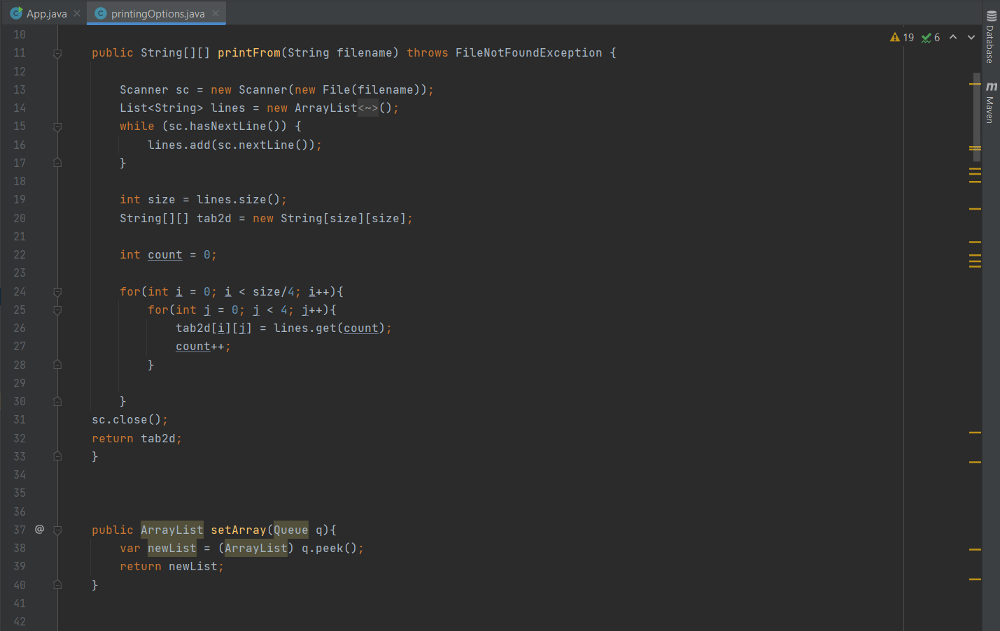 App.java printingOptions.java
10
11 public String[][] printFrom(String filename) throws FileNotFoundException {
12
13 Scanner sc = new Scanner(new File(filename));
14 List<String> lines = new ArrayList<~>();
15 while (sc.hasNextLine()) {
16 lines.add(sc.nextLine());
17 }
18
19 int size = lines.size();
20 String[][] tab2d = new String[size][size];
21
22 int count = 0;
23
24 for(int i = 0; i < size/4; i++){
25 for(int j = 0; j < 4; j++){
26 tab2d[i][j] = lines.get(count);
27 count++;
28 }
29
30 }
31 sc.close();
32 return tab2d;
33 }
34
35
36
37 @ public ArrayList setArray(Queue q){
38 var newList = (ArrayList) q.peek();
39 return newList;
40 }
41
42
19 6
Database
m Maven